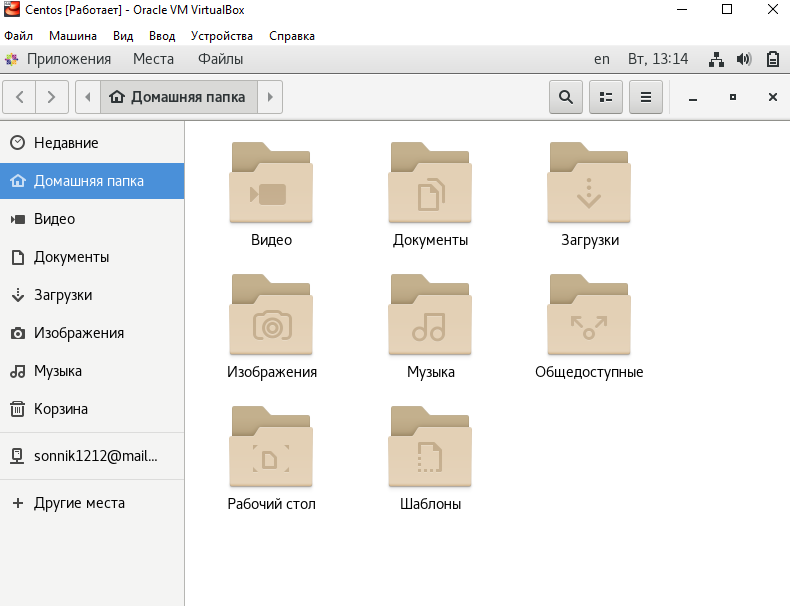 Centos [Работает] - Oracle VM VirtualBox
Файл Машина Вид Ввод Устройства Справка
Приложения Места Файлы en Вт, 13:14
Домашняя папка
Недавние
Домашняя папка
Видео
Документы
Загрузки
Изображения
Музыка
Корзина
sonnik1212@mail...
Другие места
Видео Документы Загрузки
Изображения Музыка Общедоступные
Рабочий стол Шаблоны